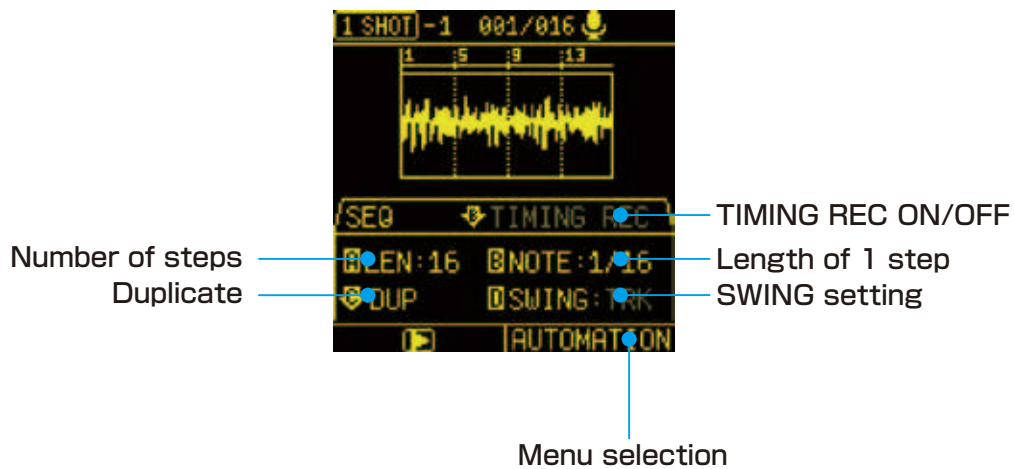 1 SHOT -1 001/016
1 5 9 13
SEQ B TIMING REC
TIMING REC ON/OFF
Number of steps
A LEN:16 B NOTE:1/16
Length of 1 step
Duplicate
C DUP D SWING:TRK
SWING setting
AUTOMATION
Menu selection